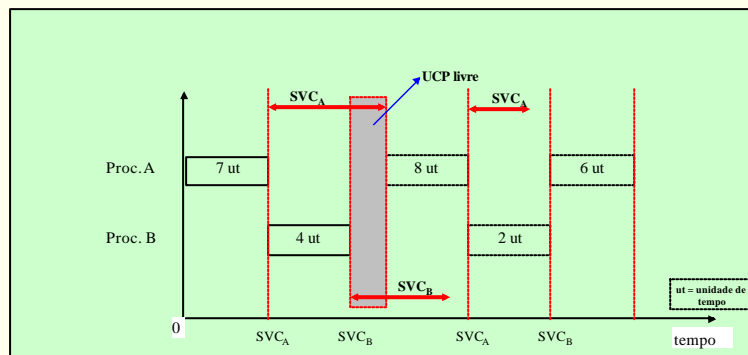 UCP livre
SVCA
SVCA
Proc. A
7 ut
8 ut
6 ut
Proc. B
4 ut
2 ut
SVCB
ut = unidade de
tempo
0
SVCA
SVCB
SVCA
SVCB
tempo